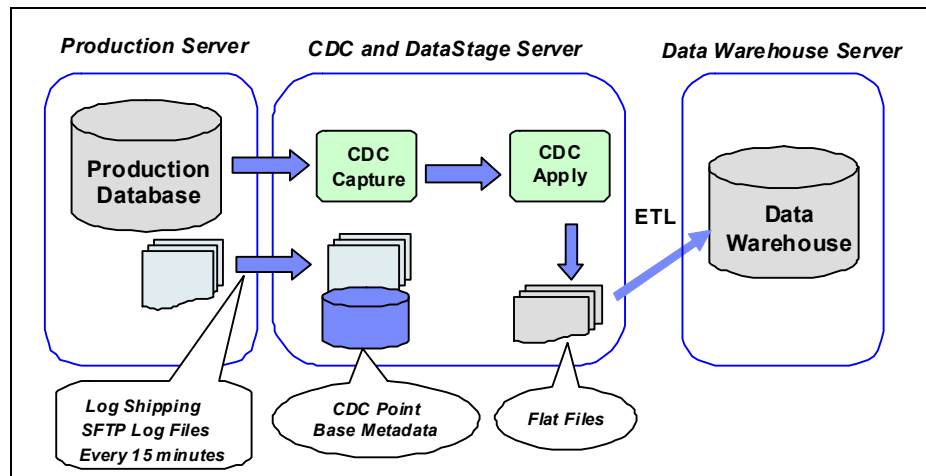 Production Server
CDC and DataStage Server
Data Warehouse Server
Production
Database
CDC
Capture
CDC
Apply
ETL
Data
Warehouse
Log Shipping
SFTP Log Files
Every 15 minutes
CDC Point
Base Metadata
Flat Files